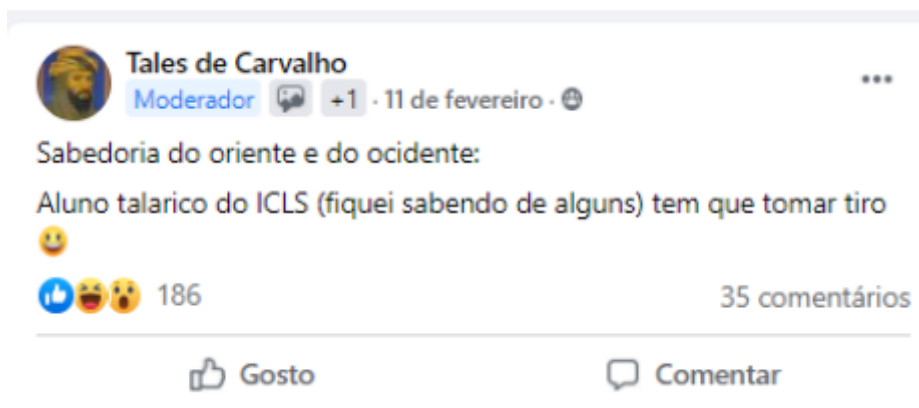 Tales de Carvalho
Moderador +1 · 11 de fevereiro ·
Sabedoria do oriente e do ocidente:
Aluno talarico do ICLS (fiquei sabendo de alguns) tem que tomar tiro
😃
186 35 comentários
Gosto Comentar